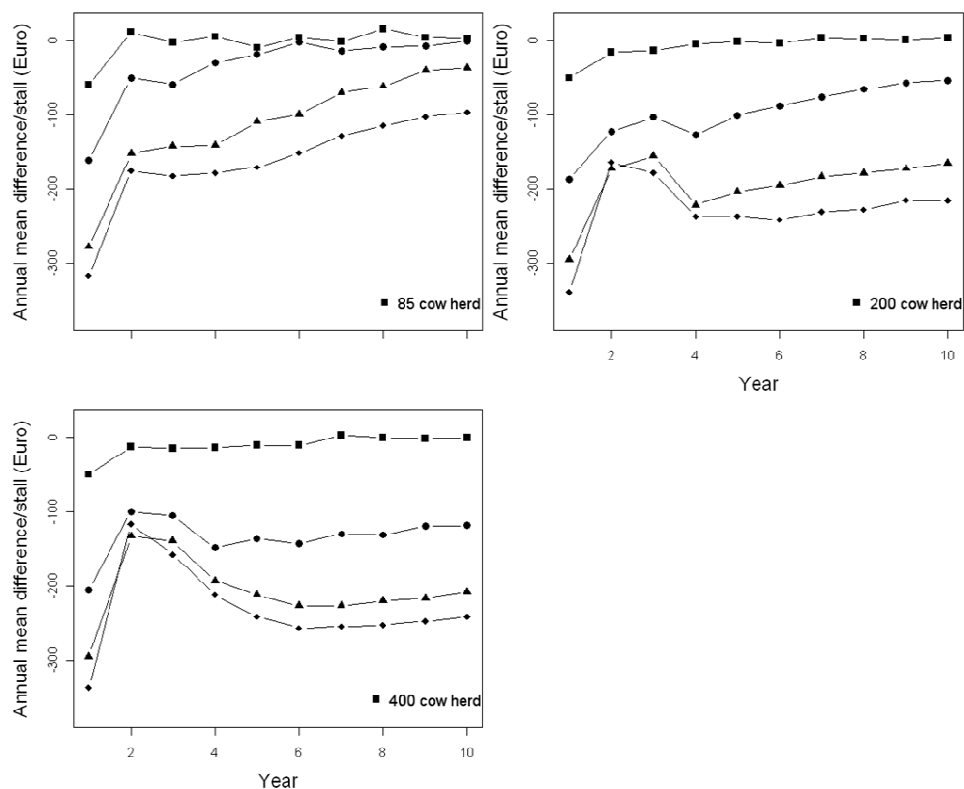 Annual mean difference/stall (Euro)
0
-100
-200
-300
■ 85 cow herd
Annual mean difference/stall (Euro)
0
-100
-200
-300
■ 200 cow herd
2 4 6 8 10
Year
Annual mean difference/stall (Euro)
0
-100
-200
-300
■ 400 cow herd
2 4 6 8 10
Year